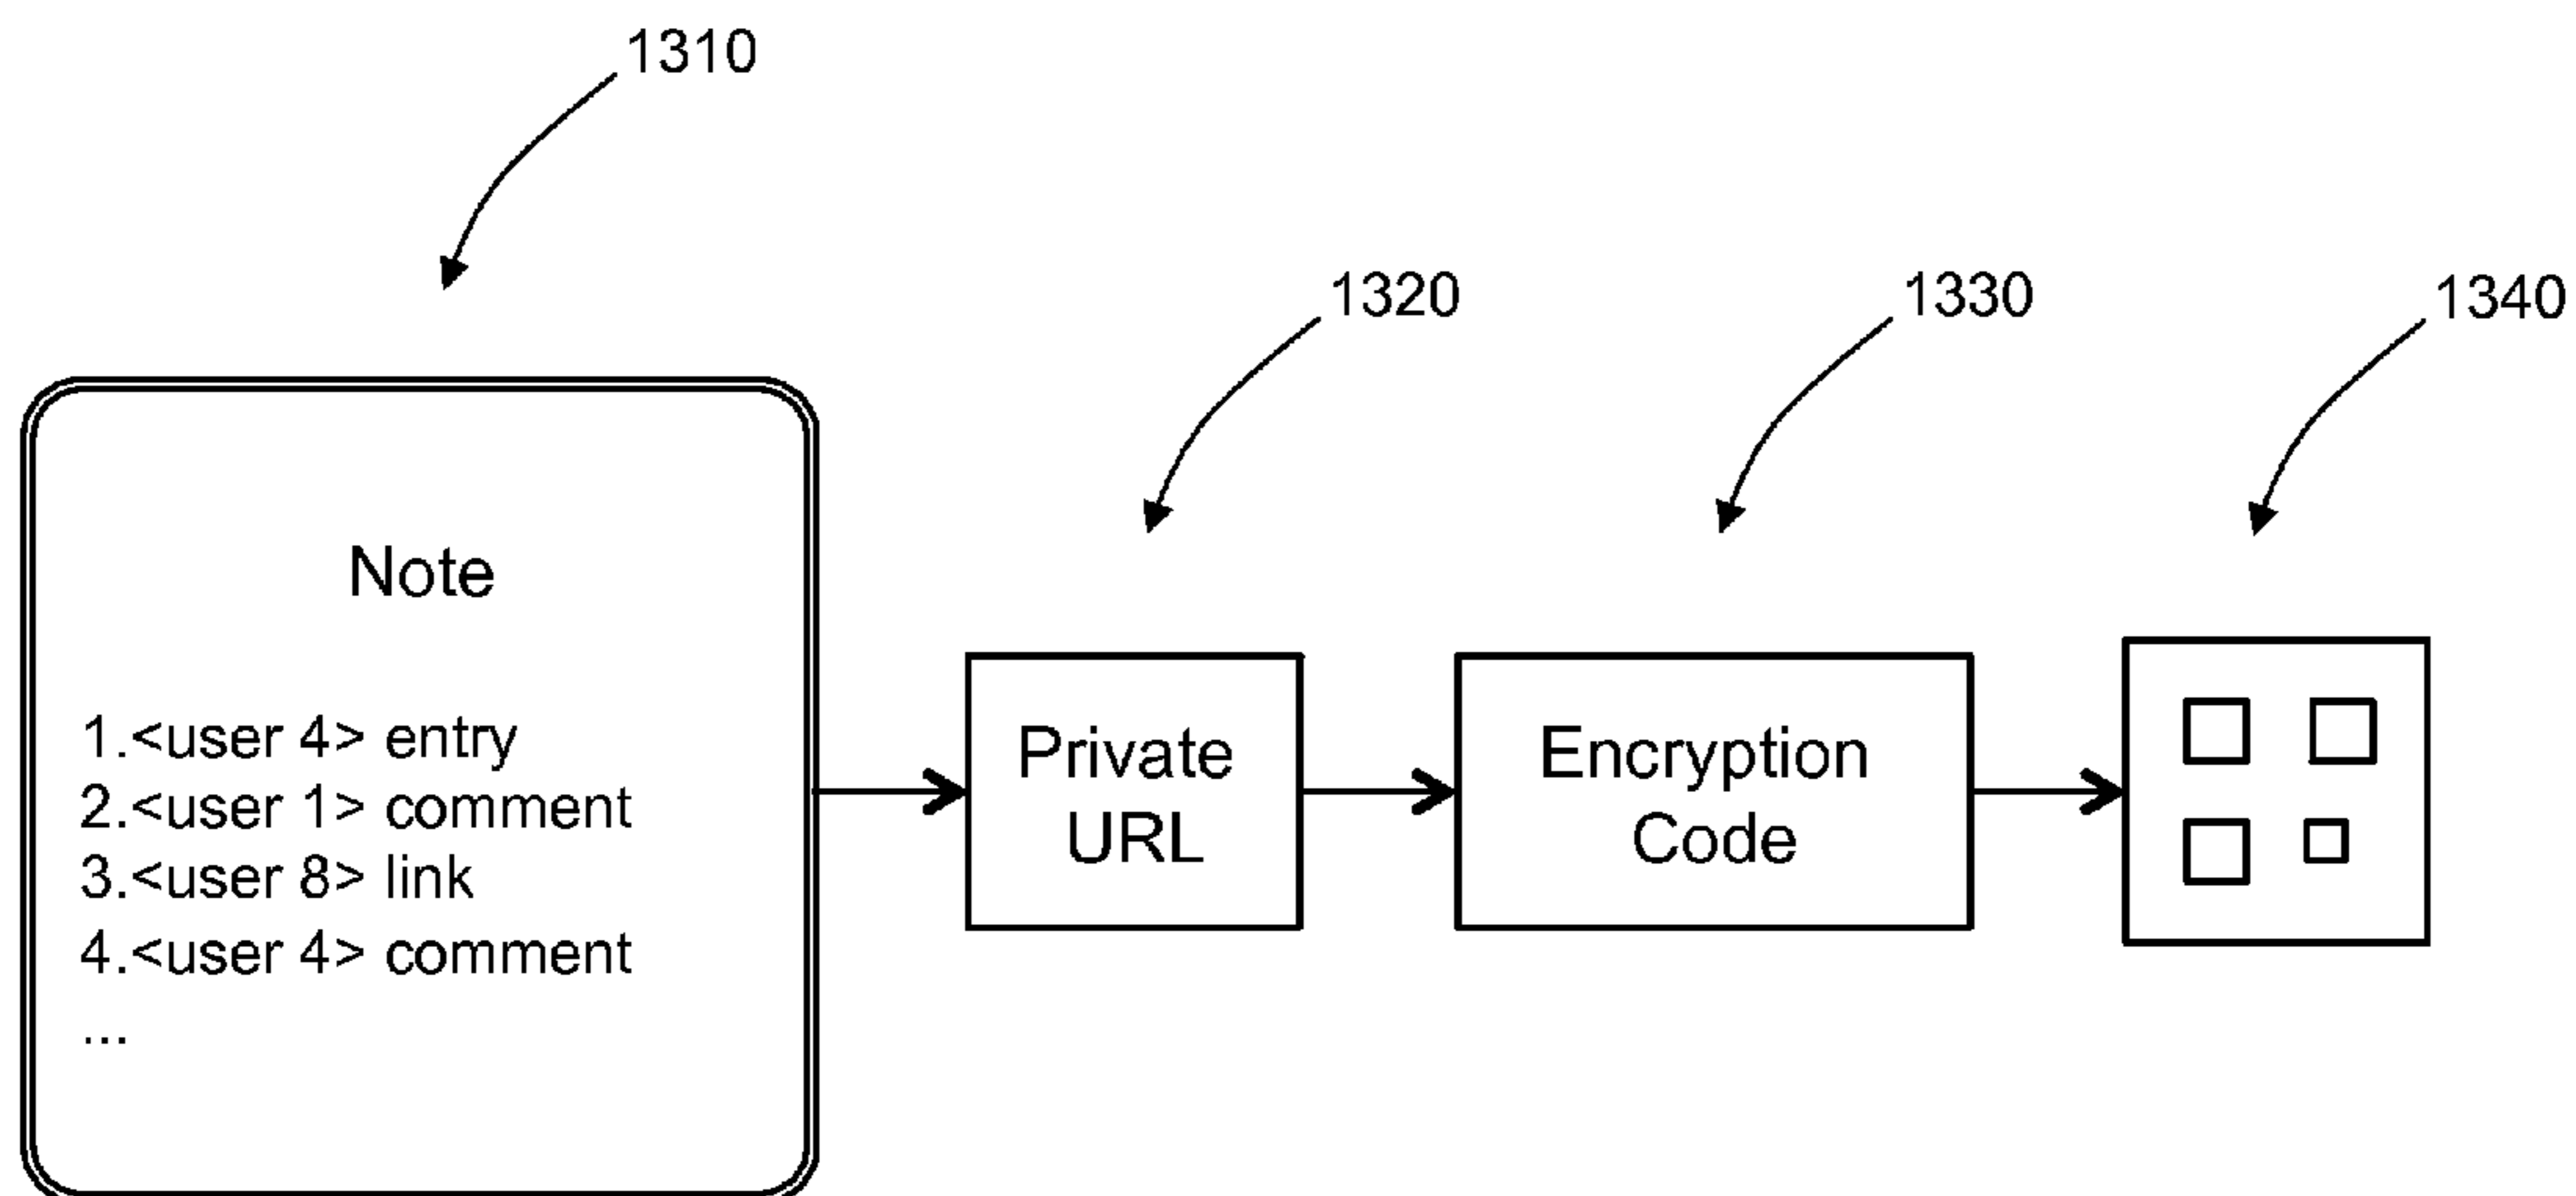 1310
1320
1330
1340
Note
1.<user 4> entry
2.<user 1> comment
3.<user 8> link
4.<user 4> comment
...
Private
URL
Encryption
Code